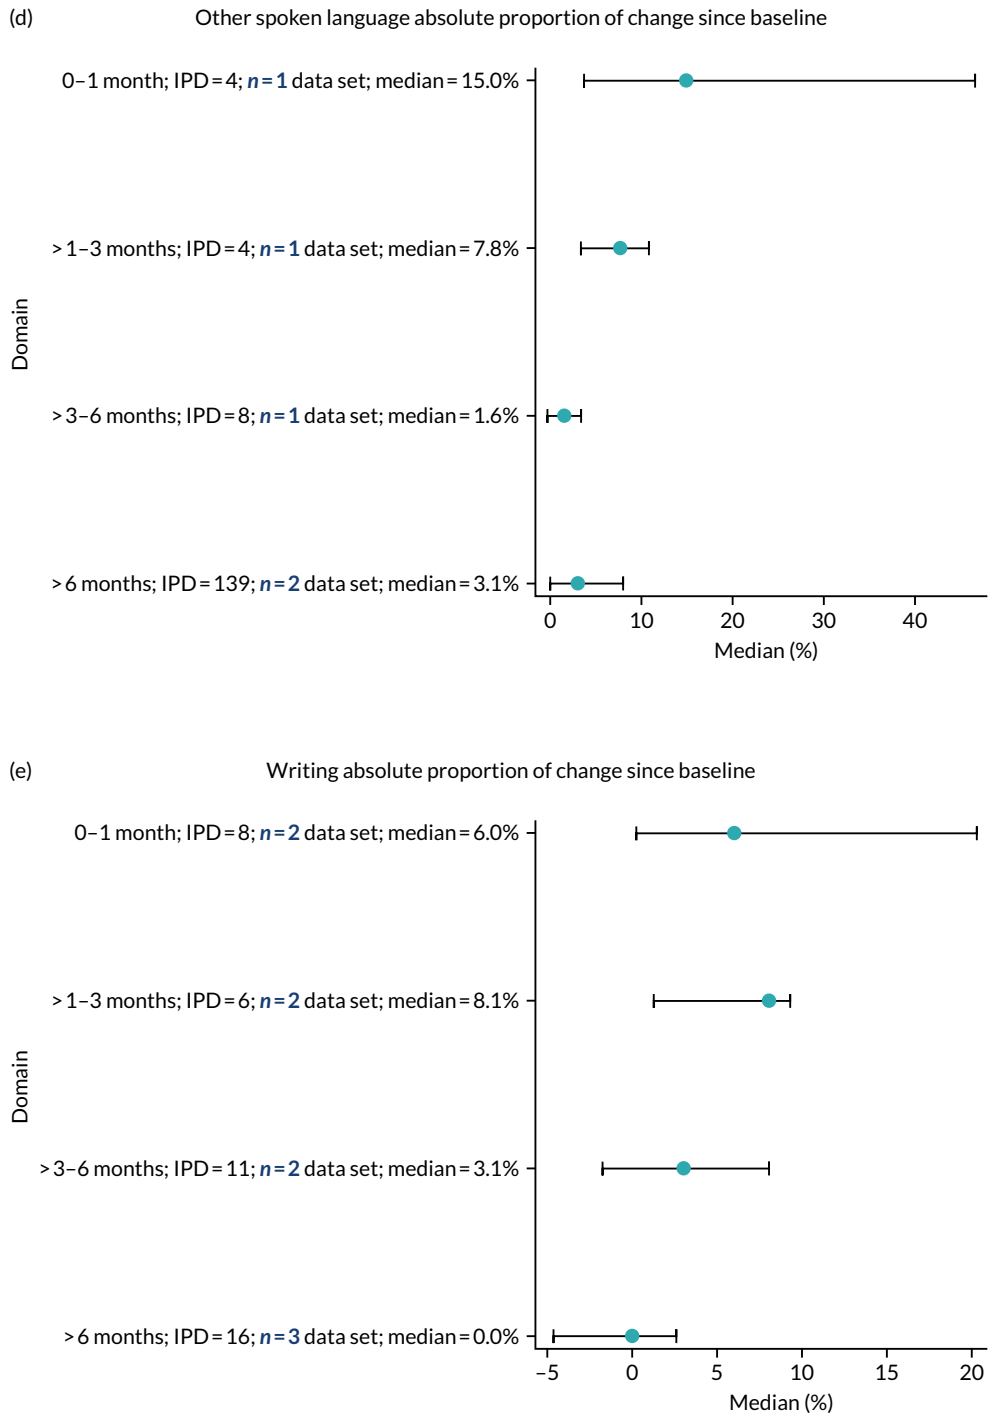 (d) Other spoken language absolute proportion of change since baseline
0–1 month; IPD = 4; n = 1 data set; median = 15.0%
> 1–3 months; IPD = 4; n = 1 data set; median = 7.8%
Domain
> 3–6 months; IPD = 8; n = 1 data set; median = 1.6%
> 6 months; IPD = 139; n = 2 data set; median = 3.1%
0 10 20 30 40
Median (%)
(e) Writing absolute proportion of change since baseline
0–1 month; IPD = 8; n = 2 data set; median = 6.0%
> 1–3 months; IPD = 6; n = 2 data set; median = 8.1%
Domain
> 3–6 months; IPD = 11; n = 2 data set; median = 3.1%
> 6 months; IPD = 16; n = 3 data set; median = 0.0%
–5 0 5 10 15 20
Median (%)